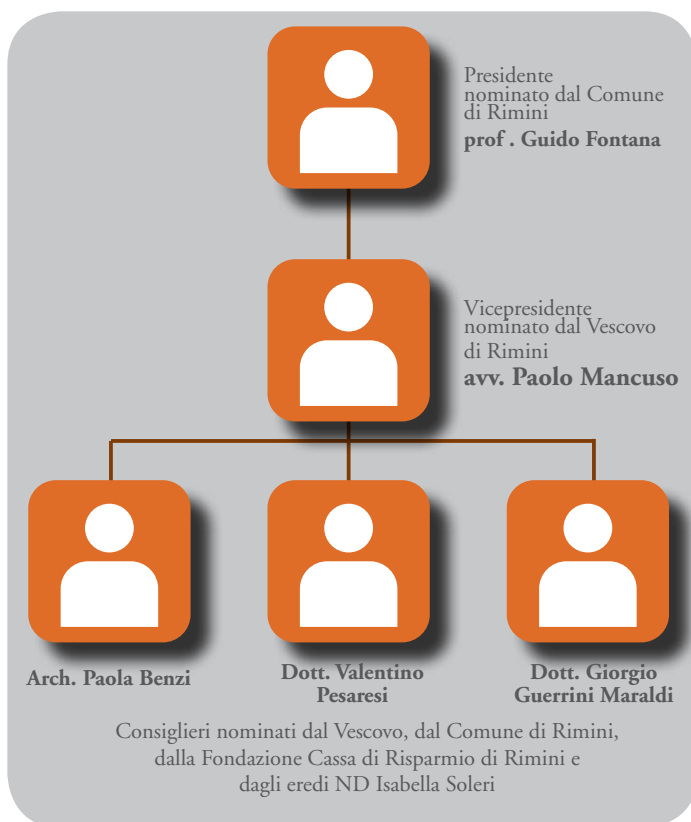 Presidente
nominato dal Comune
di Rimini
prof . Guido Fontana
Vicepresidente
nominato dal Vescovo
di Rimini
avv. Paolo Mancuso
Arch. Paola Benzi
Dott. Valentino
Pesaresi
Dott. Giorgio
Guerrini Maraldi
Consiglieri nominati dal Vescovo, dal Comune di Rimini,
dalla Fondazione Cassa di Risparmio di Rimini e
dagli eredi ND Isabella Soleri